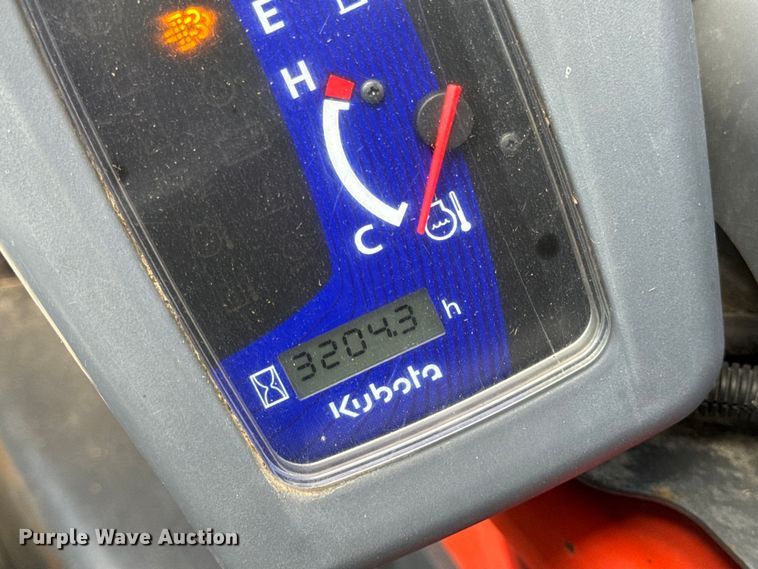 E
H
C
3204.3 h
Kubota
Purple Wave Auction®